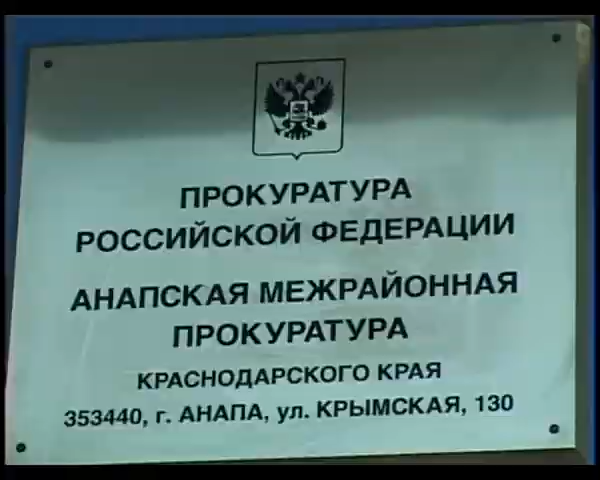 ПРОКУРАТУРА
РОССИЙСКОЙ ФЕДЕРАЦИИ
АНАПСКАЯ МЕЖРАЙОННАЯ
ПРОКУРАТУРА
КРАСНОДАРСКОГО КРАЯ
353440, г. АНАПА, ул. КРЫМСКАЯ, 130